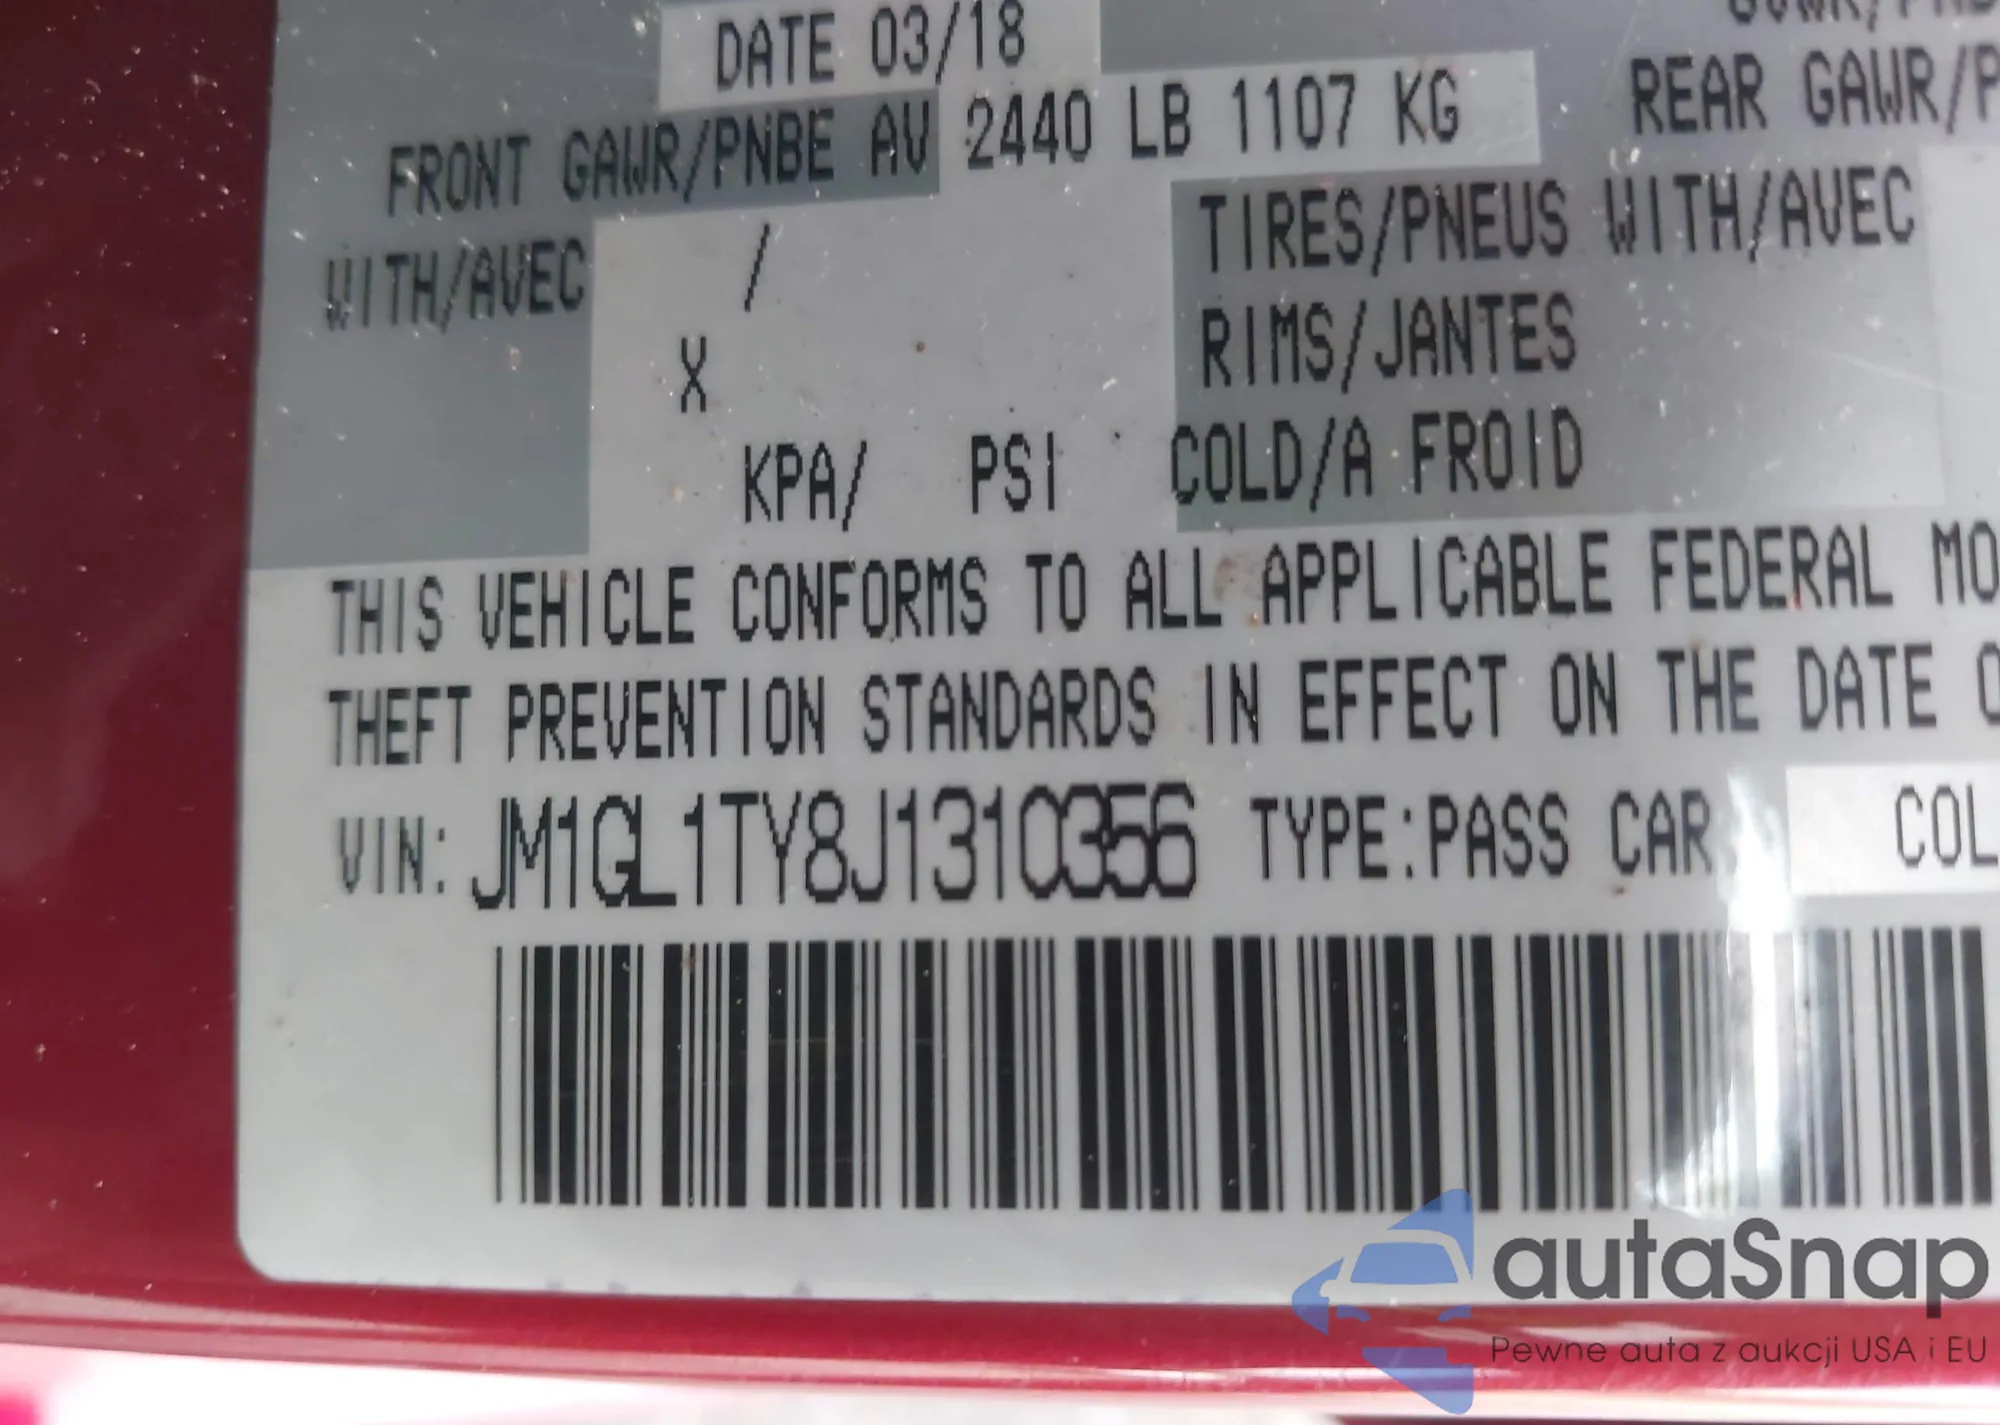 DATE 03/18
FRONT GAWR/PNBE AV 2440 LB 1107 KG REAR GAWR/P
WITH/AVEC / TIRES/PNEUS WITH/AVEC
X RIMS/JANTES
KPA/ PSI COLD/A FROID
THIS VEHICLE CONFORMS TO ALL APPLICABLE FEDERAL MO
THEFT PREVENTION STANDARDS IN EFFECT ON THE DATE O
VIN: JM1GL1TY8J1310356 TYPE:PASS CAR COL
autaSnap
Pewne auta z aukcji USA i EU